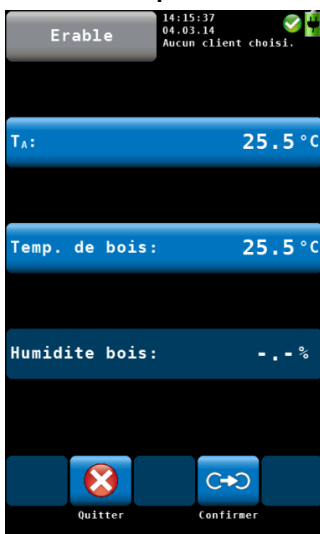 Erable
14:15:37
04.03.14
Aucun client choisi.
TA: 25.5 °C
Temp. de bois: 25.5 °C
Humidite bois: -.- %
Quitter
Confirmer